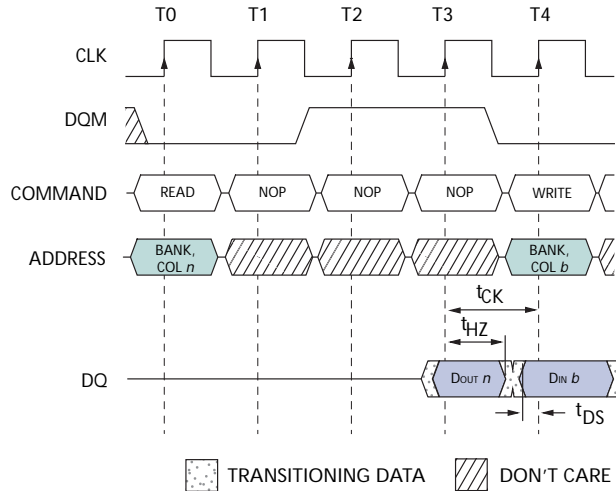 T0 T1 T2 T3 T4
CLK
DQM
COMMAND READ NOP NOP NOP WRITE
ADDRESS BANK, COL n BANK, COL b
tCK
tHZ
DQ DOUT n DIN b
tDS
TRANSITIONING DATA DON'T CARE